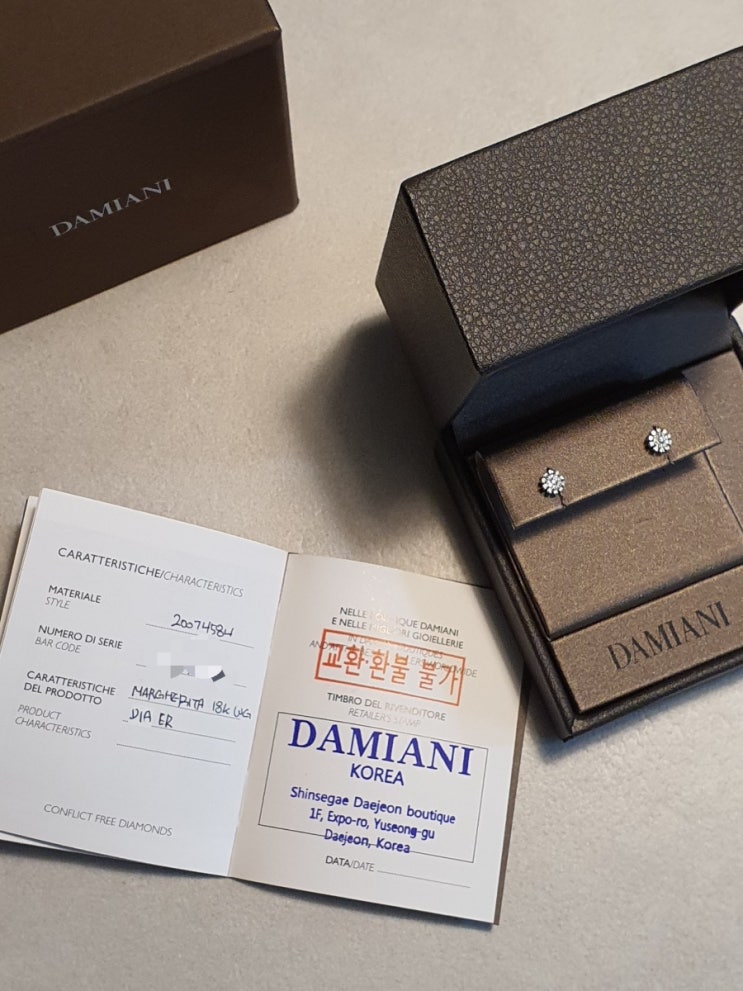 DAMIANI
DAMIANI
CARATTERISTICHE/CHARACTERISTICS
MATERIALE
STYLE
20074584
NUMERO DI SERIE
BAR CODE
CARATTERISTICHE
DEL PRODOTTO
PRODUCT
CHARACTERISTICS
MARGHERITA 18K WG
DIA ER
CONFLICT FREE DIAMONDS
NELLE BOUTIQUE DAMIANI
E NELLE MIGLIORI GIOIELLERIE
IN DAMIANI BOUTIQUES
교환·환불 불가
TIMBRO DEL RIVENDITORE
RETAILER'S STAMP
DAMIANI
KOREA
Shinsegae Daejeon boutique
1F, Expo-ro, Yuseong-gu
Daejeon, Korea
DATA/DATE